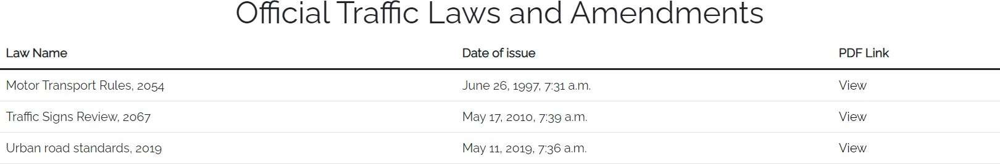 Official Traffic Laws and Amendments
Law Name Date of issue PDF Link
Motor Transport Rules, 2054 June 26, 1997, 7:31 a.m. View
Traffic Signs Review, 2067 May 17, 2010, 7:39 a.m. View
Urban road standards, 2019 May 11, 2019, 7:36 a.m. View